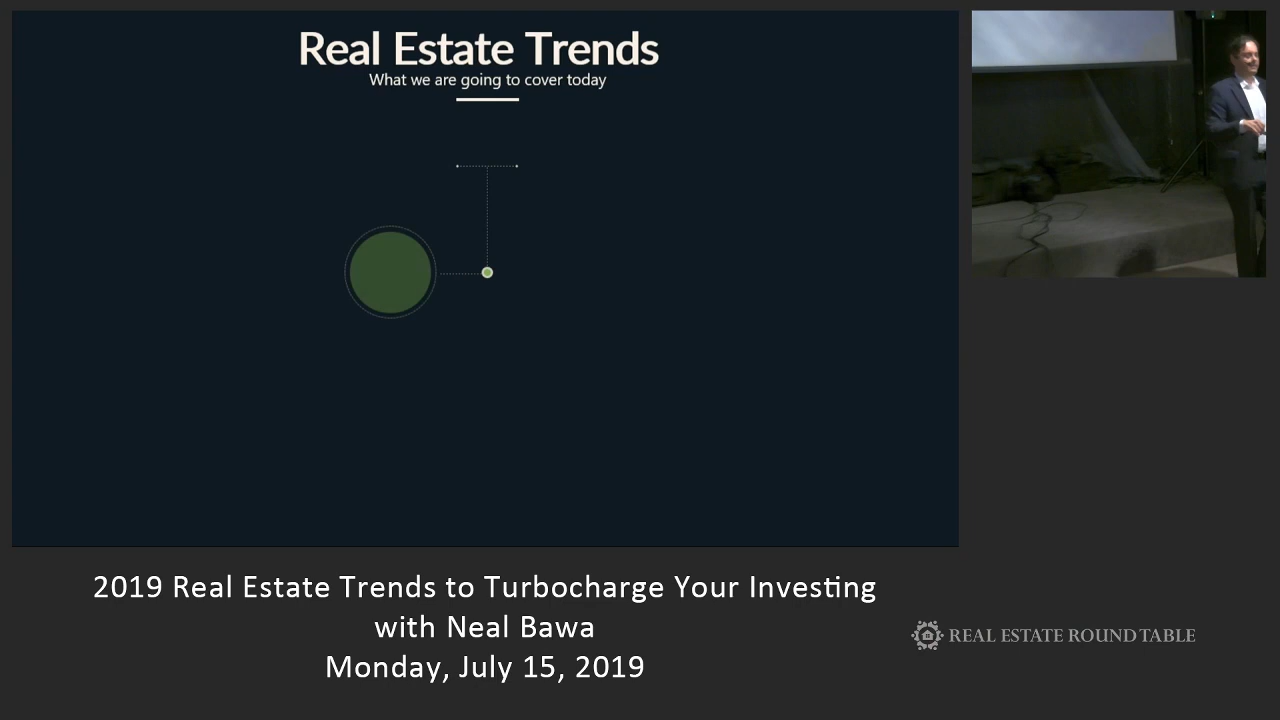 Real Estate Trends
What we are going to cover today
2019 Real Estate Trends to Turbocharge Your Investing
with Neal Bawa
Monday, July 15, 2019
REAL ESTATE ROUND TABLE